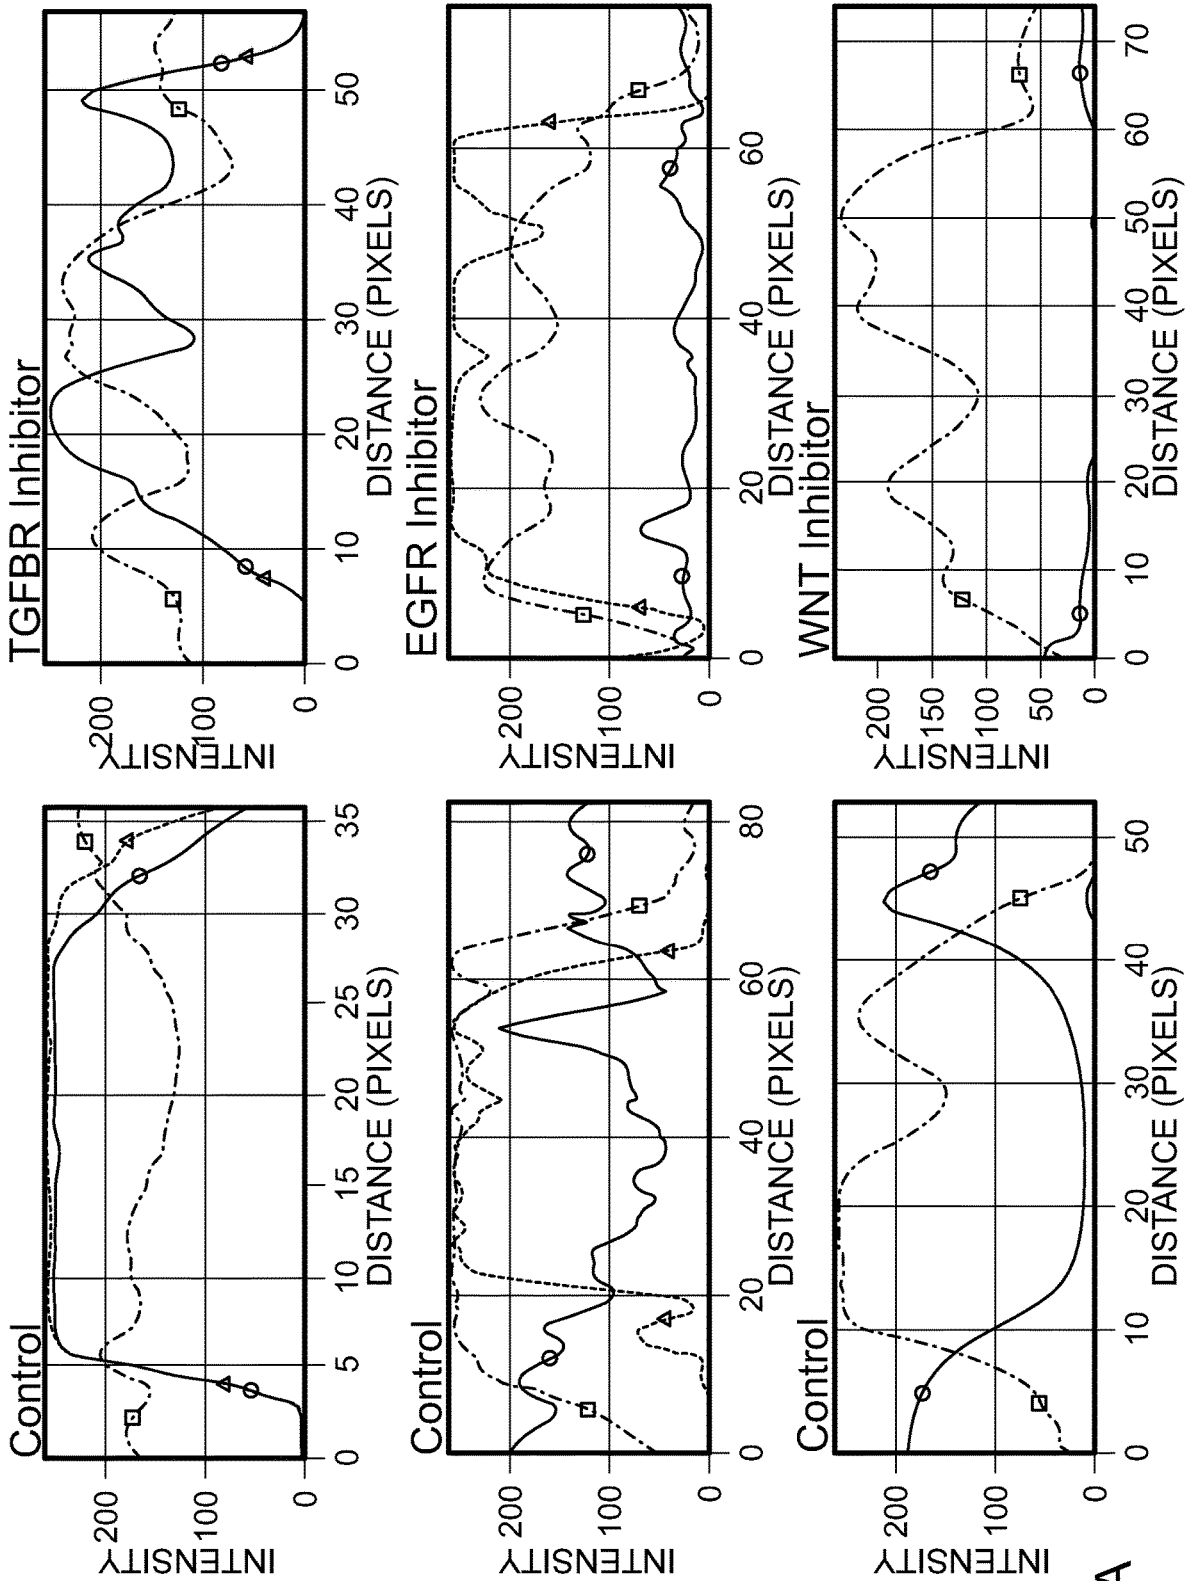 Control
TGFBR Inhibitor
INTENSITY
200
100
0
0 5 10 15 20 25 30 35
DISTANCE (PIXELS)
INTENSITY
200
100
0
0 10 20 30 40 50
DISTANCE (PIXELS)
Control
EGFR Inhibitor
INTENSITY
200
100
0
0 20 40 60 80
DISTANCE (PIXELS)
INTENSITY
200
100
0
0 20 40 60
DISTANCE (PIXELS)
Control
WNT Inhibitor
INTENSITY
200
100
0
0 10 20 30 40 50
DISTANCE (PIXELS)
INTENSITY
200
150
100
50
0
0 10 20 30 40 50 60 70
DISTANCE (PIXELS)